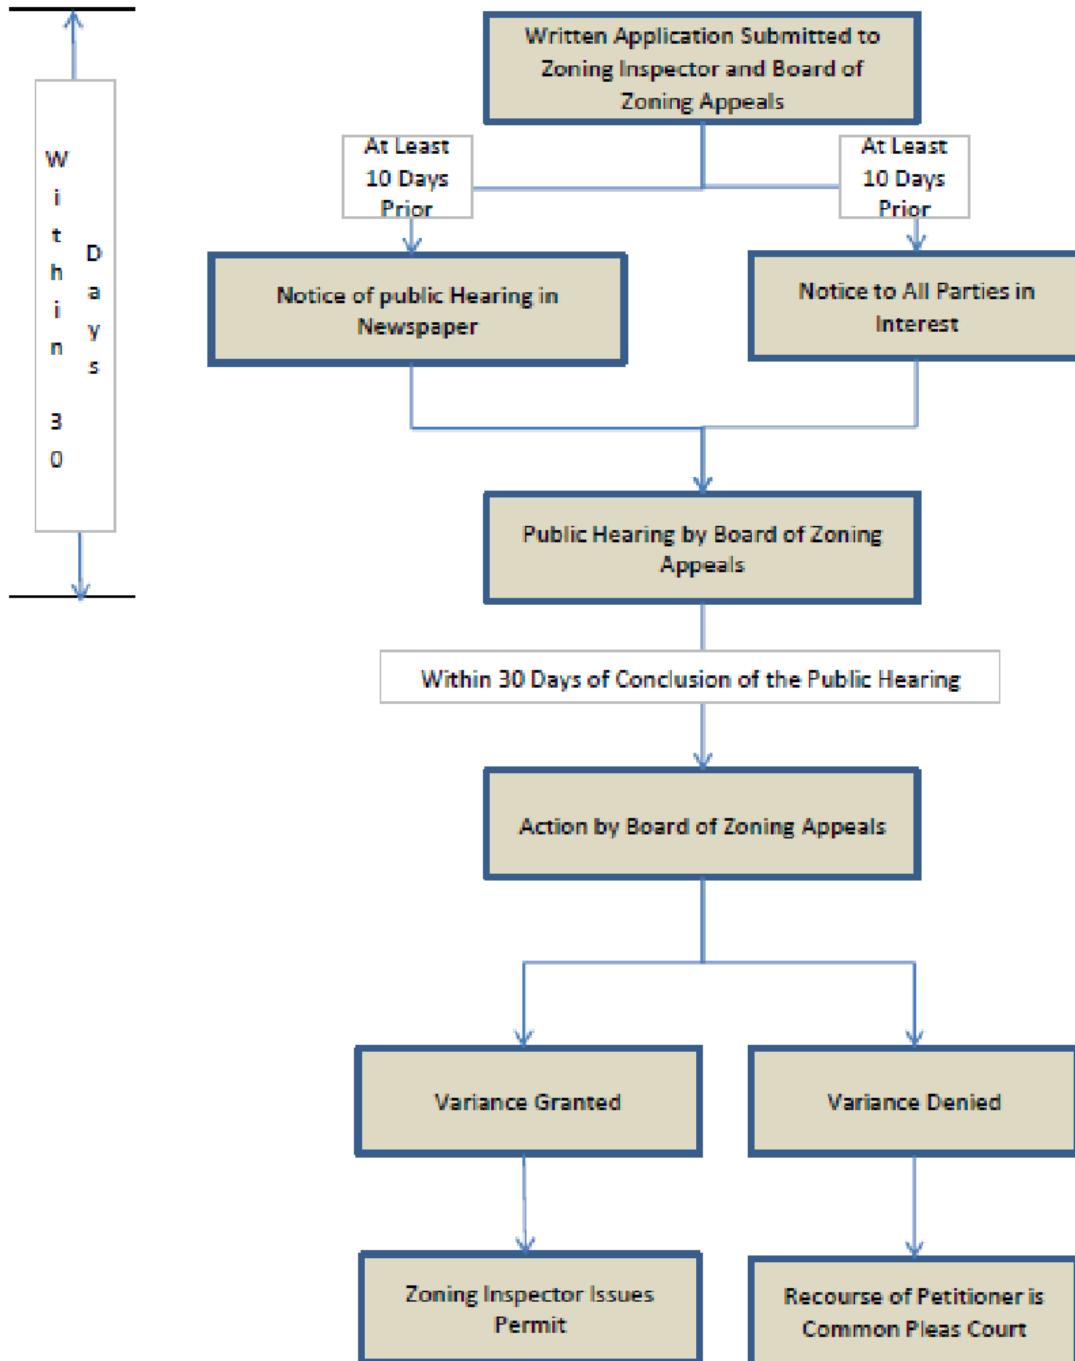 Written Application Submitted to
Zoning Inspector and Board of
Zoning Appeals
Within 30
Days
At Least
10 Days
Prior
At Least
10 Days
Prior
Notice of public Hearing in
Newspaper
Notice to All Parties in
Interest
Public Hearing by Board of Zoning
Appeals
Within 30 Days of Conclusion of the Public Hearing
Action by Board of Zoning Appeals
Variance Granted
Variance Denied
Zoning Inspector Issues
Permit
Recourse of Petitioner is
Common Pleas Court